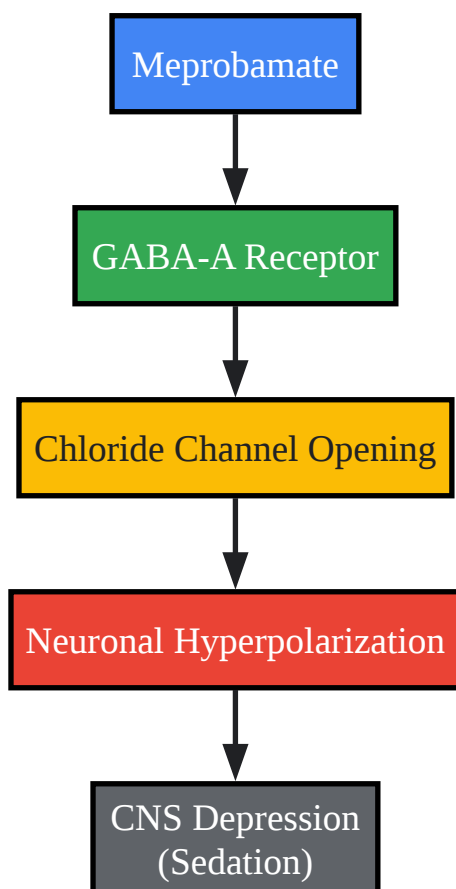 Meprobamate
GABA-A Receptor
Chloride Channel Opening
Neuronal Hyperpolarization
CNS Depression
(Sedation)